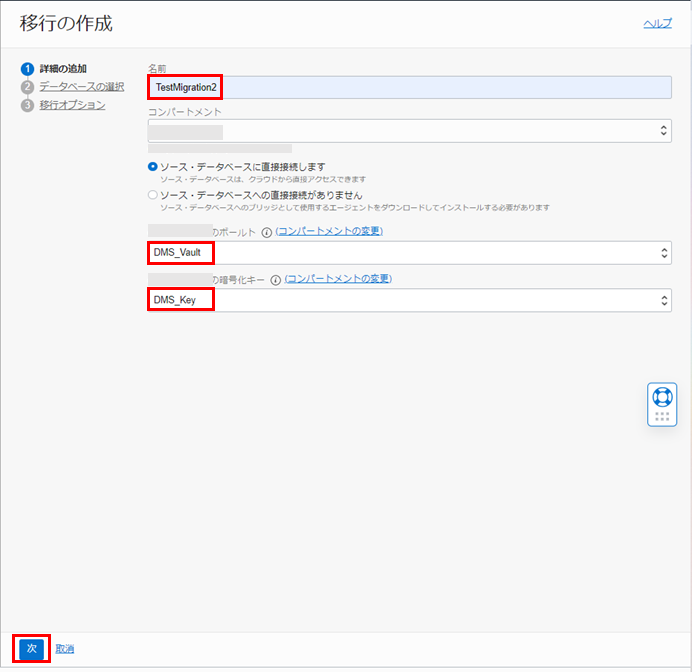 移行の作成
ヘルプ
1 詳細の追加
2 データベースの選択
3 移行オプション
名前
TestMigration2
コンパートメント
ソース・データベースに直接接続します
ソース・データベースは、クラウドから直接アクセスできます
ソース・データベースへの直接接続がありません
ソース・データベースへのブリッジとして使用するエージェントをダウンロードしてインストールする必要があります
のボールト (コンパートメントの変更)
DMS_Vault
の暗号化キー (コンパートメントの変更)
DMS_Key
次 取消